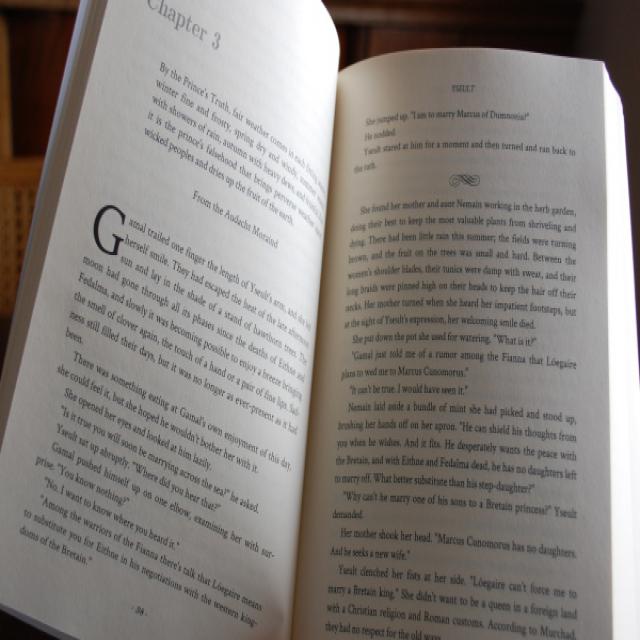 Chapter 3
By the Prince's Truth, fair weather comes in each
winter fine and frosty, spring dry and windy, summer
with showers of rain, autumn with heavy dews
it is the prince's falsehood that brings perverse weather
wicked peoples and dries up the fruit of the earth.
From the Audacht Morand
Gamal trailed one finger the length of Yseult's arm, and she
herself smile. They had escaped the heat of the late afternoon
sun and lay in the shade of a stand of hawthorn trees. The
moon had gone through all its phases since the deaths of Eithne and
Fedalma, and slowly it was becoming possible to enjoy a breeze bringing
the smell of clover again, the touch of a hand or a pair of fine lips. Sad-
ness still filled their days, but it was no longer as ever-present as it had
been.
There was something eating at Gamal's own enjoyment of this day.
she could feel it, but she hoped he wouldn't bother her with it.
She opened her eyes and looked at him lazily.
"Is it true you will soon be marrying across the sea?" he asked.
Yseult sat up abruptly. "Where did you hear that?"
Gamal pushed himself up on one elbow, examining her with sur-
prise. "You know nothing?"
"No, I want to know where you heard it."
"Among the warriors of the Fianna there's talk that Lóegaire means
to substitute you for Eithne in his negotiations with the western king-
doms of the Bretain."
· 34 ·
YSEULT
She jumped up. "I am to marry Marcus of Dumnonia?"
He nodded.
Yseult stared at him for a moment and then turned and ran back to
the rath.
She found her mother and aunt Nemain working in the herb garden,
doing their best to keep the most valuable plants from shriveling and
dying. There had been little rain this summer; the fields were turning
brown, and the fruit on the trees was small and hard. Between the
women's shoulder blades, their tunics were damp with sweat, and their
long braids were pinned high on their heads to keep the hair off their
necks. Her mother turned when she heard her impatient footsteps, but
at the sight of Yseult's expression, her welcoming smile died.
She put down the pot she used for watering. "What is it?"
"Gamal just told me of a rumor among the Fianna that Lóegaire
plans to wed me to Marcus Cunomorus."
"It can't be true. I would have seen it."
Nemain laid aside a bundle of mint she had picked and stood up,
brushing her hands off on her apron. "He can shield his thoughts from
you when he wishes. And it fits. He desperately wants the peace with
the Bretain, and with Eithne and Fedalma dead, he has no daughters left
to marry off. What better substitute than his step-daughter?"
"Why can't he marry one of his sons to a Bretain princess?" Yseult
demanded.
Her mother shook her head. "Marcus Cunomorus has no daughters.
And he seeks a new wife."
Yseult clenched her fists at her side. "Lóegaire can't force me to
marry a Bretain king." She didn't want to be a queen in a foreign land
with a Christian religion and Roman customs. According to Murchad,
they had no respect for the old ways